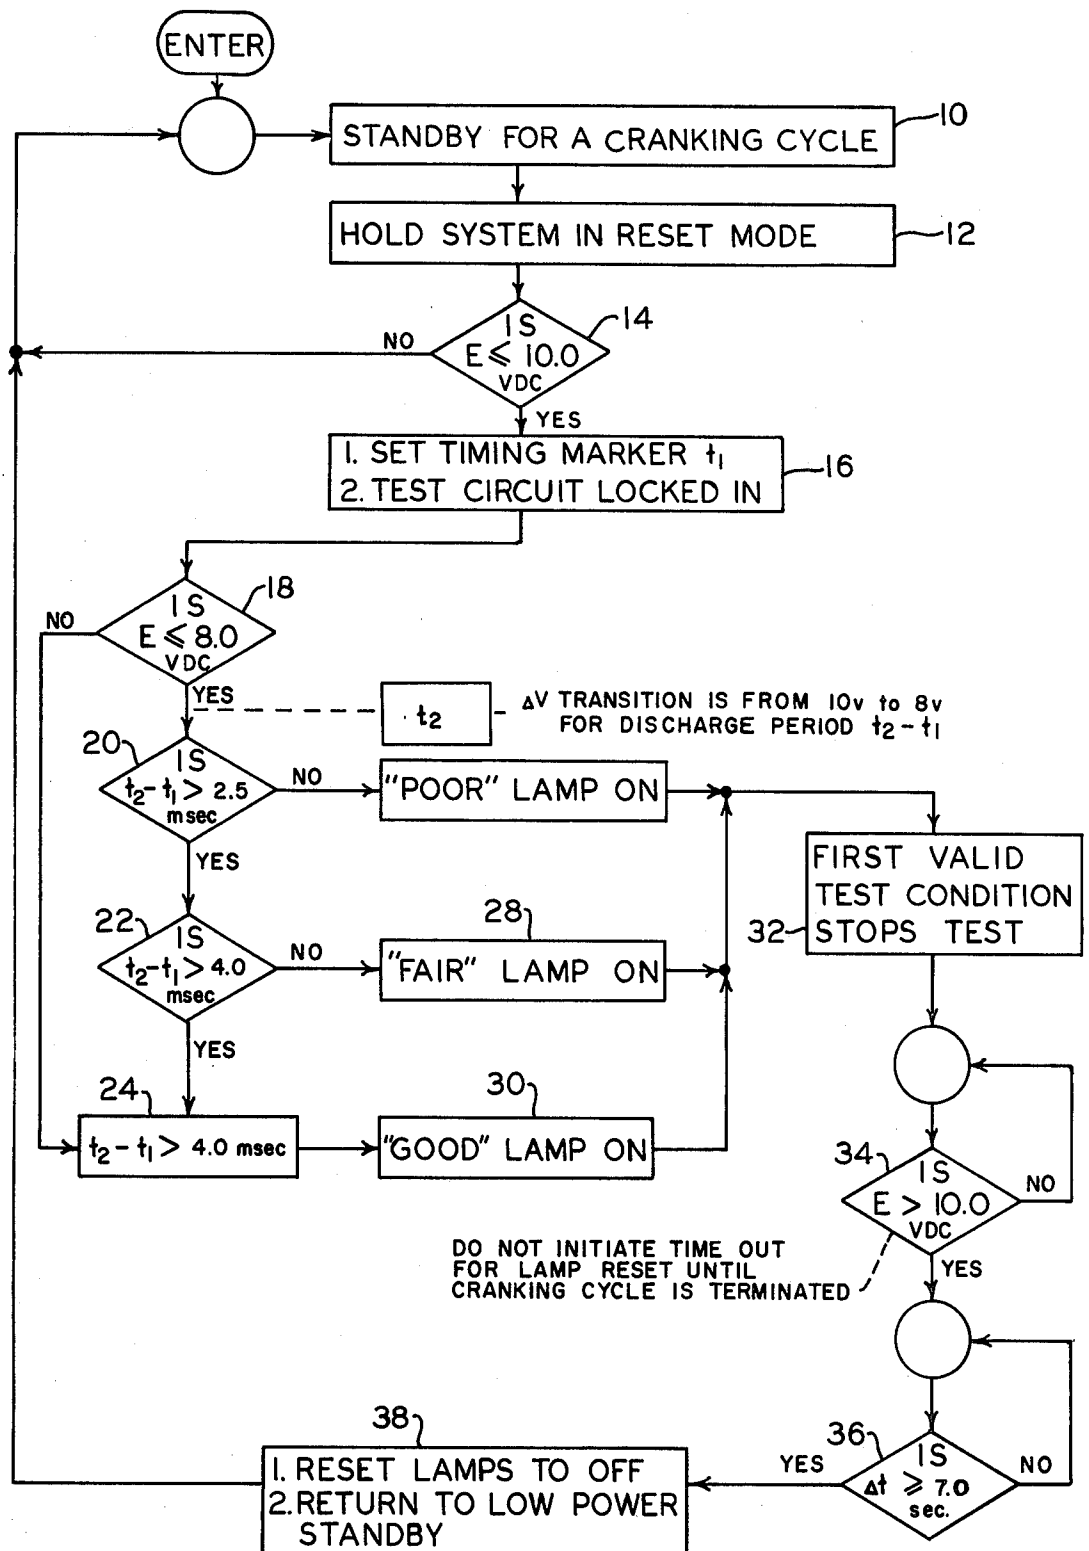 ENTER
STANDBY FOR A CRANKING CYCLE
10
HOLD SYSTEM IN RESET MODE
12
IS
E ⩽ 10.0
VDC
14
NO
YES
1. SET TIMING MARKER t₁
2. TEST CIRCUIT LOCKED IN
16
IS
E ⩽ 8.0
VDC
18
NO
YES
t₂
ΔV TRANSITION IS FROM 10v to 8v
FOR DISCHARGE PERIOD t₂ – t₁
20
IS
t₂ – t₁ > 2.5
msec
NO
"POOR" LAMP ON
YES
FIRST VALID
TEST CONDITION
STOPS TEST
32
22
IS
t₂ – t₁ > 4.0
msec
NO
28
"FAIR" LAMP ON
YES
24
t₂ – t₁ > 4.0 msec
30
"GOOD" LAMP ON
34
IS
E > 10.0
VDC
NO
DO NOT INITIATE TIME OUT
FOR LAMP RESET UNTIL
CRANKING CYCLE IS TERMINATED
YES
36
IS
Δt ⩾ 7.0
sec.
NO
YES
38
1. RESET LAMPS TO OFF
2. RETURN TO LOW POWER
STANDBY